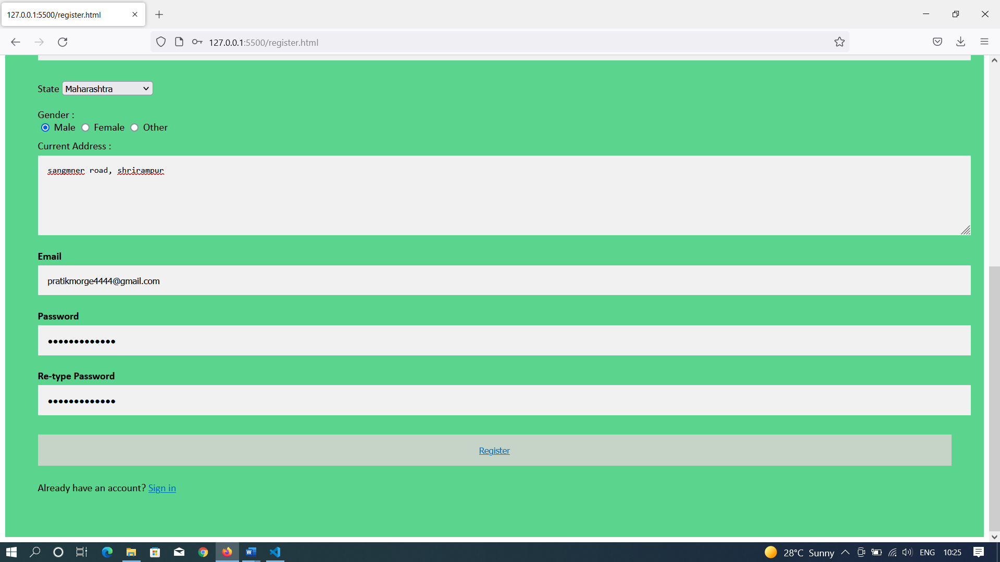 127.0.0.1:5500/register.html
127.0.0.1:5500/register.html
State Maharashtra
Gender :
Male Female Other
Current Address :
sangmner road, shrirampur
Email
pratikmorge4444@gmail.com
Password
•••••••••••••
Re-type Password
•••••••••••••
Register
Already have an account? Sign in
28°C Sunny ENG 10:25